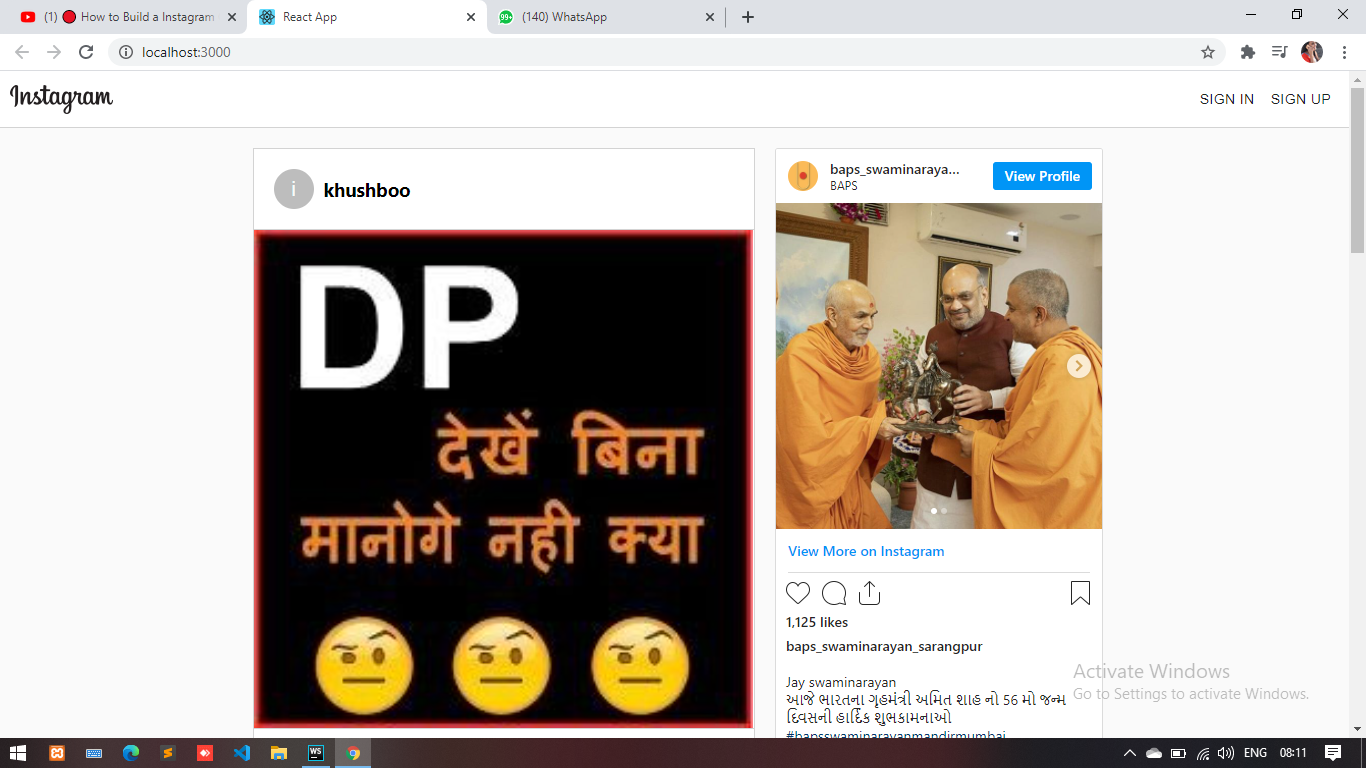 (1) 🔴 How to Build a Instagram
React App
99+
(140) WhatsApp
localhost:3000
Instagram
SIGN IN
SIGN UP
i
khushboo
DP
देखें बिना
मानोगे नही क्या
baps_swaminaraya...
BAPS
View Profile
View More on Instagram
1,125 likes
baps_swaminarayan_sarangpur
Jay swaminarayan
આજે ભારતના ગૃહમંત્રી અમિત શાહ નો 56 મો જન્મ
દિવસની હાર્દિક શુભકામનાઓ
#bapsswaminarayanmandirmumbai
Activate Windows
Go to Settings to activate Windows.
WS
ENG
08:11